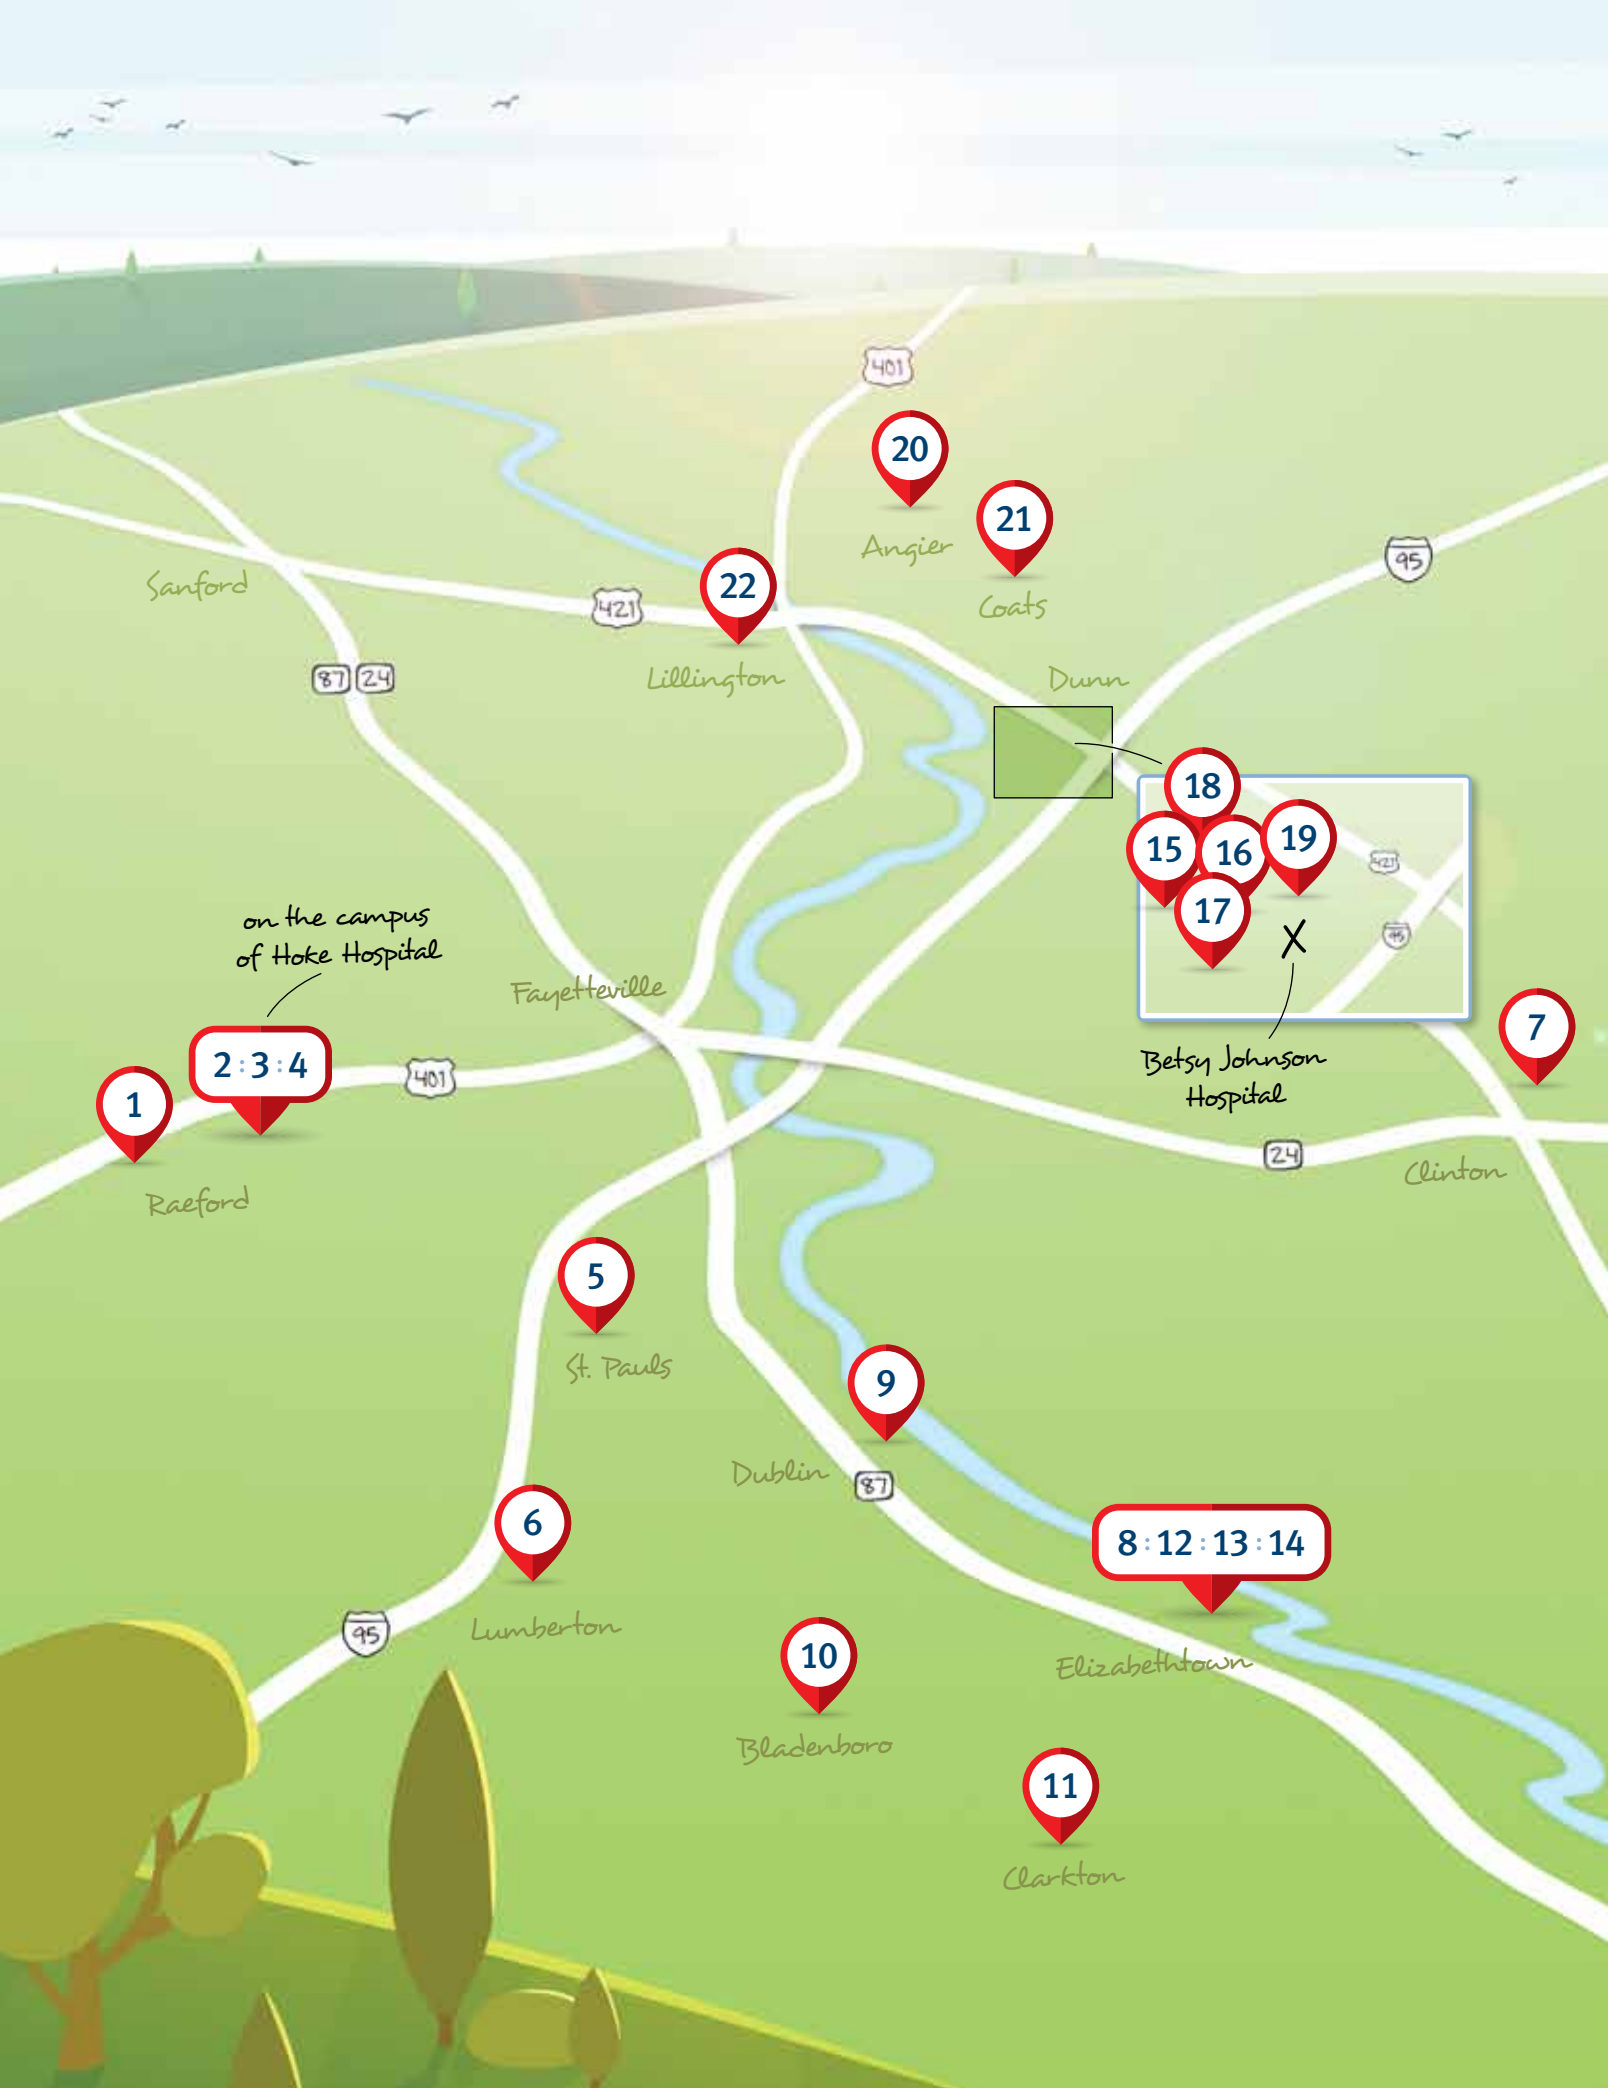 401
20
21
Angier
95
22
Sanford
421
Coats
87 24
Lillington
Dunn
18
15
16
19
421
17
95
on the campus
of Hoke Hospital
Fayetteville
7
2:3:4
401
Betsy Johnson
Hospital
1
24
Clinton
Raeford
5
St. Pauls
9
Dublin
87
6
8:12:13:14
Lumberton
95
10
Elizabethtown
Bladenboro
11
Clarkton